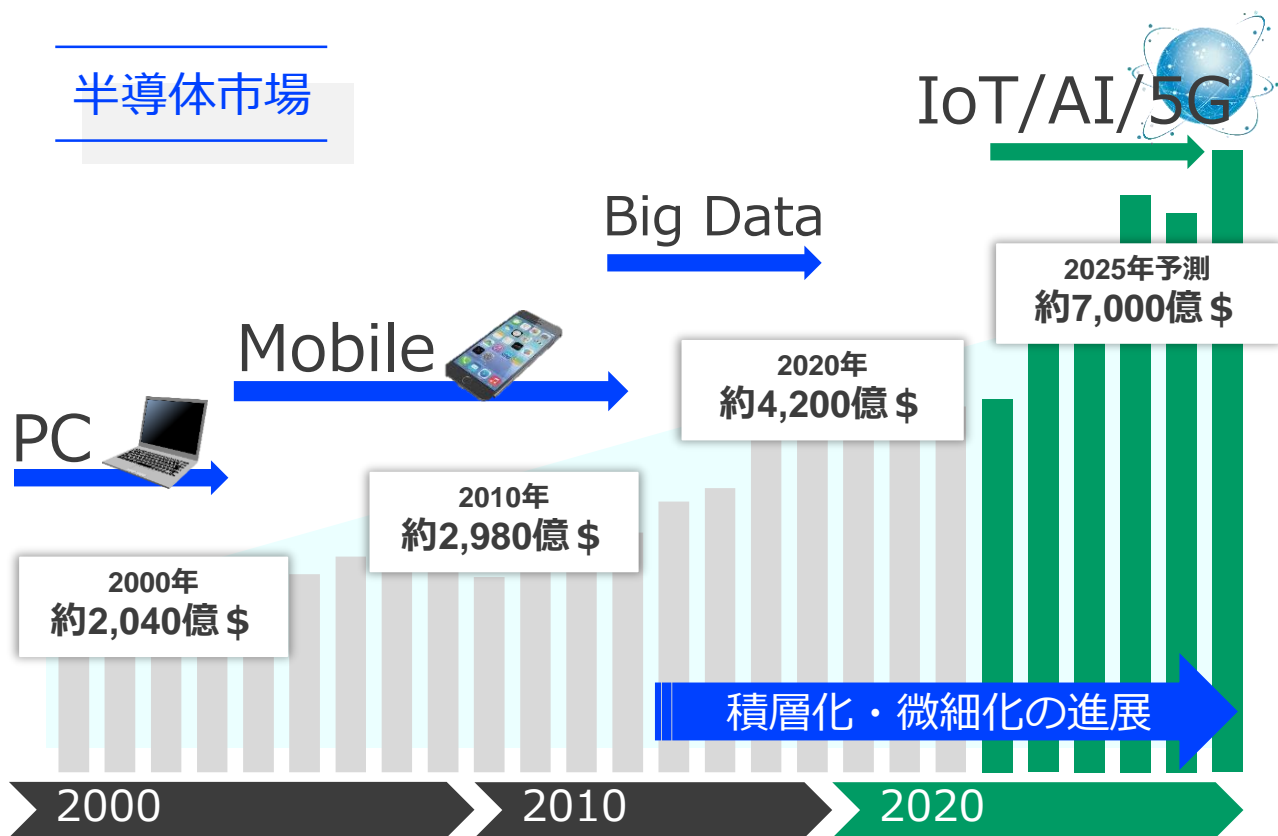 半導体市場
IoT/AI/5G
Big Data
2025年予測
約7,000億＄
Mobile
2020年
約4,200億＄
PC
2010年
約2,980億＄
2000年
約2,040億＄
積層化・微細化の進展
2000
2010
2020